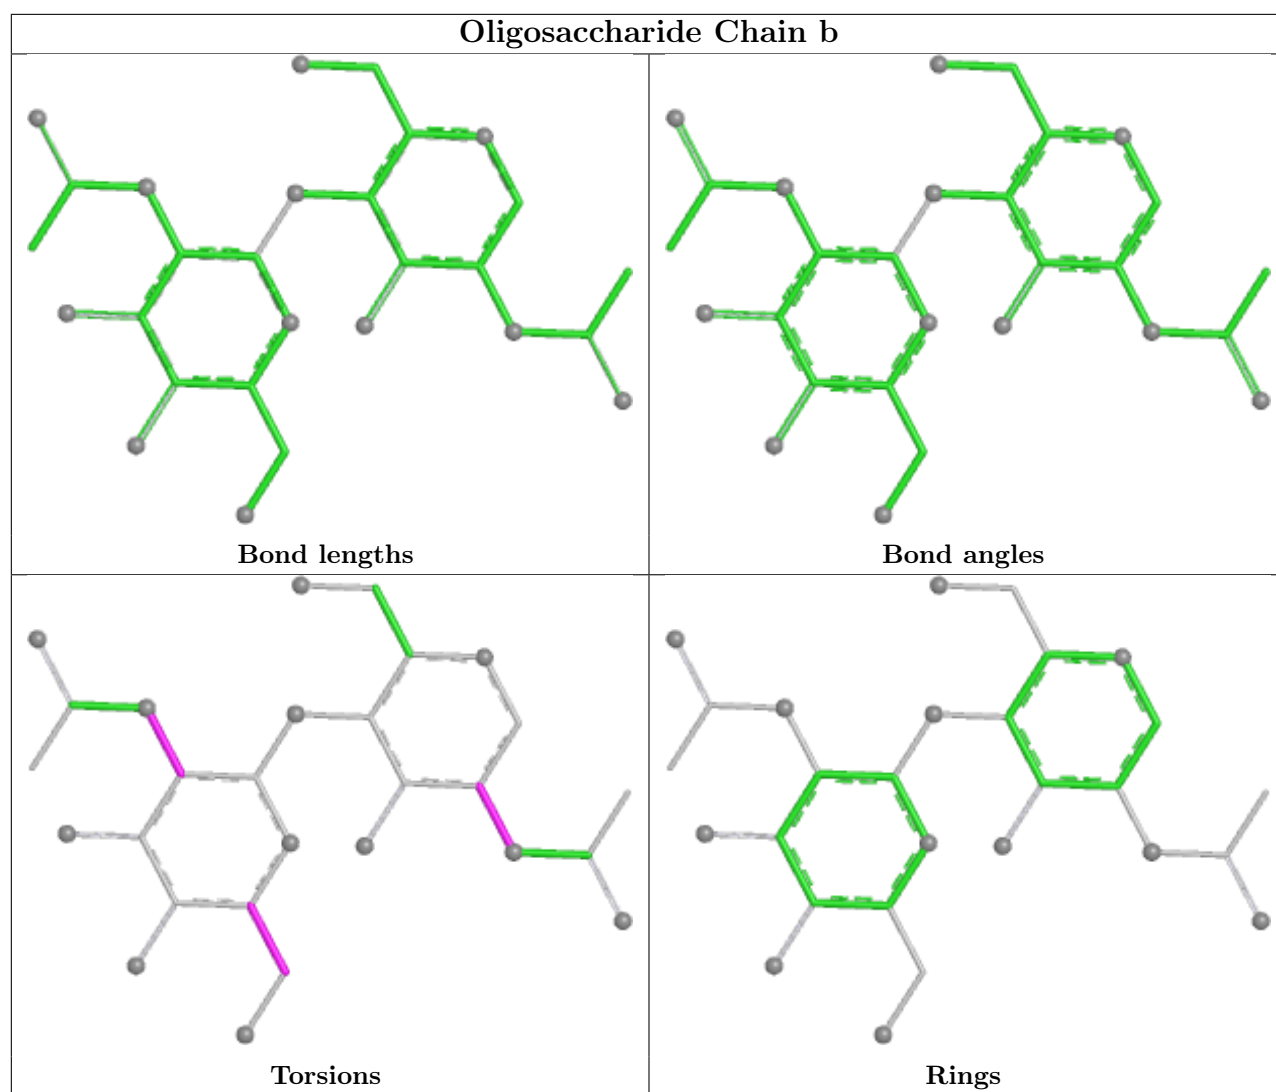 Oligosaccharide Chain b
Bond lengths
Bond angles
Torsions
Rings